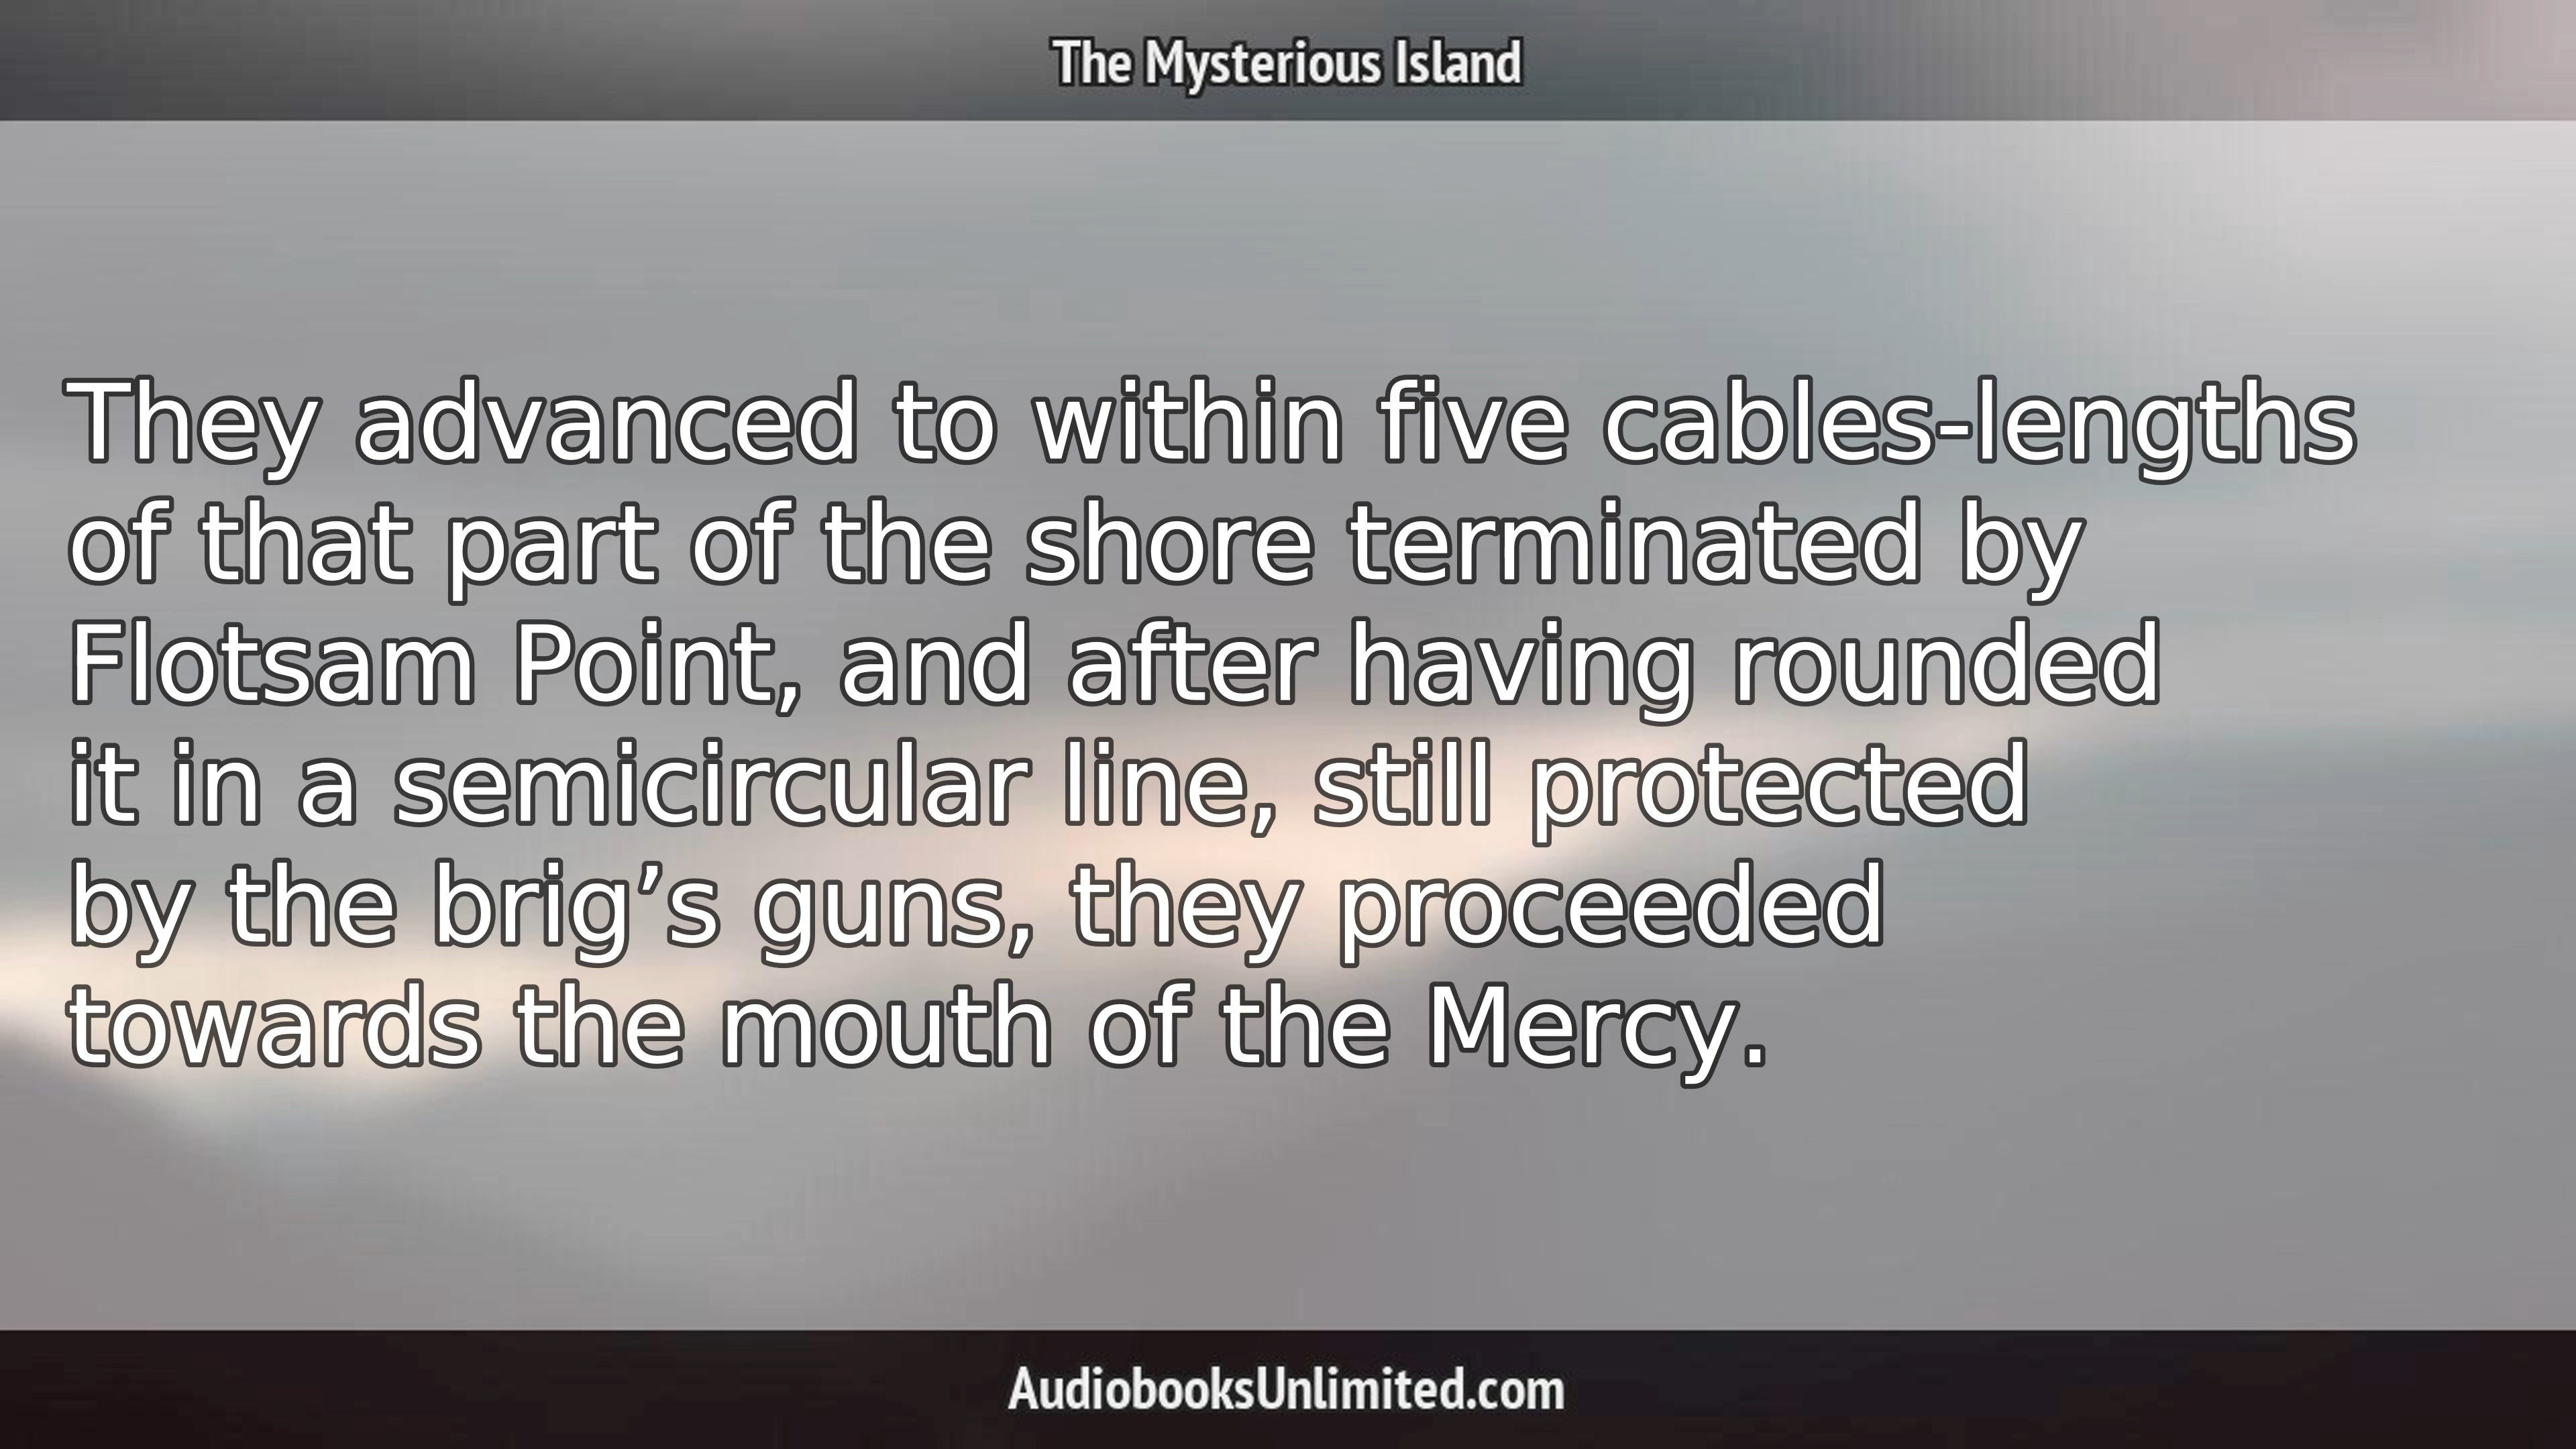 The Mysterious Island
They advanced to within five cables-lengths
of that part of the shore terminated by
Flotsam Point, and after having rounded
it in a semicircular line, still protected
by the brig’s guns, they proceeded
towards the mouth of the Mercy.
AudiobooksUnlimited.com